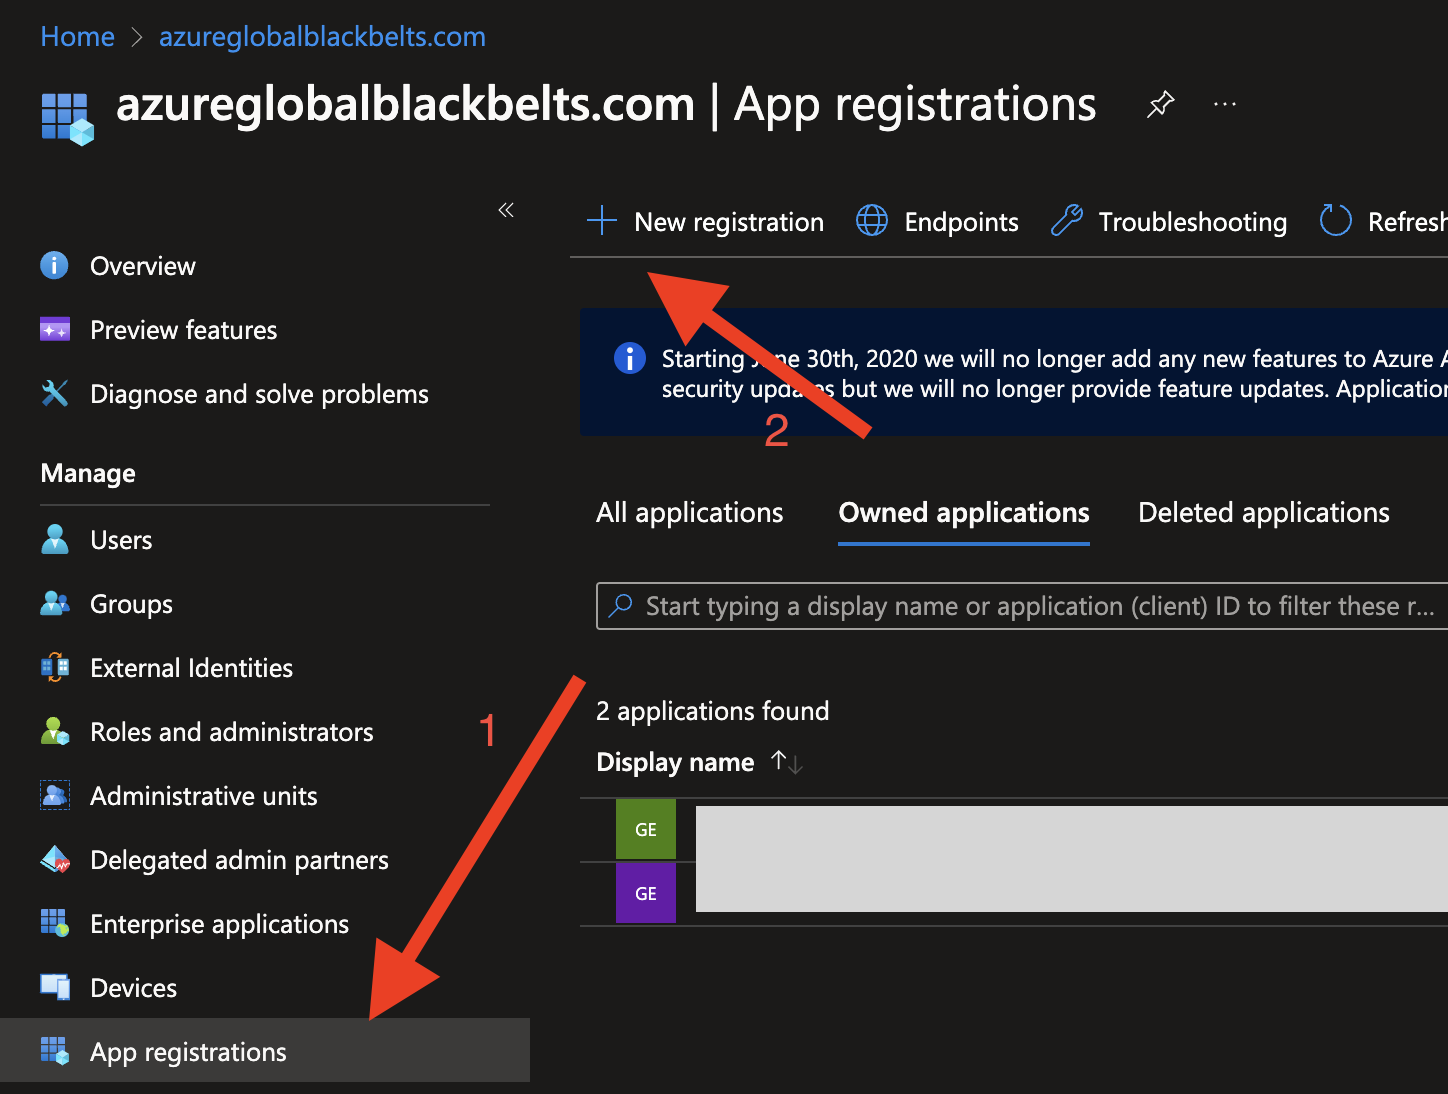 Home > azureglobalblackbelts.com
azureglobalblackbelts.com | App registrations
New registration Endpoints Troubleshooting Refresh
Overview
Preview features
Diagnose and solve problems
Manage
Users
Groups
External Identities
Roles and administrators
Administrative units
Delegated admin partners
Enterprise applications
Devices
App registrations
1
Starting June 30th, 2020 we will no longer add any new features to Azure A
security updates but we will no longer provide feature updates. Application
2
All applications Owned applications Deleted applications
Start typing a display name or application (client) ID to filter these r...
2 applications found
Display name
GE
GE